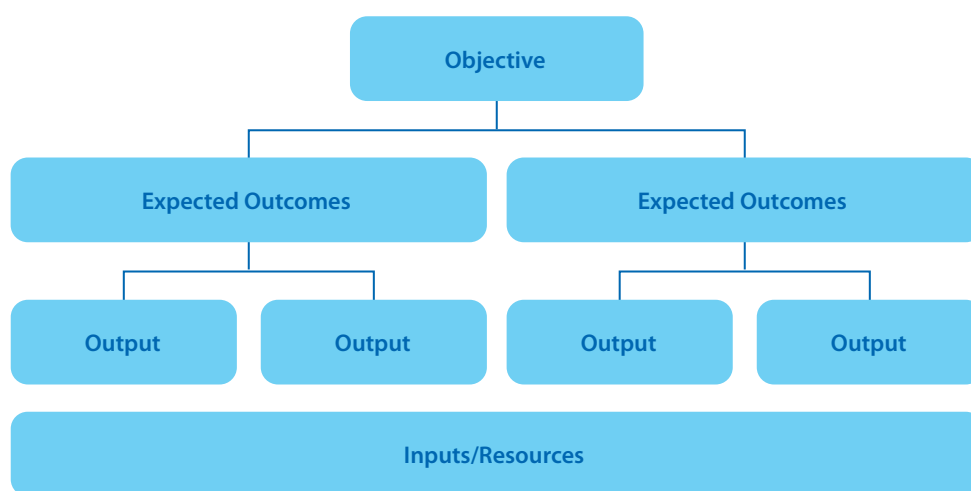 Objective
Expected Outcomes
Expected Outcomes
Output
Output
Output
Output
Inputs/Resources